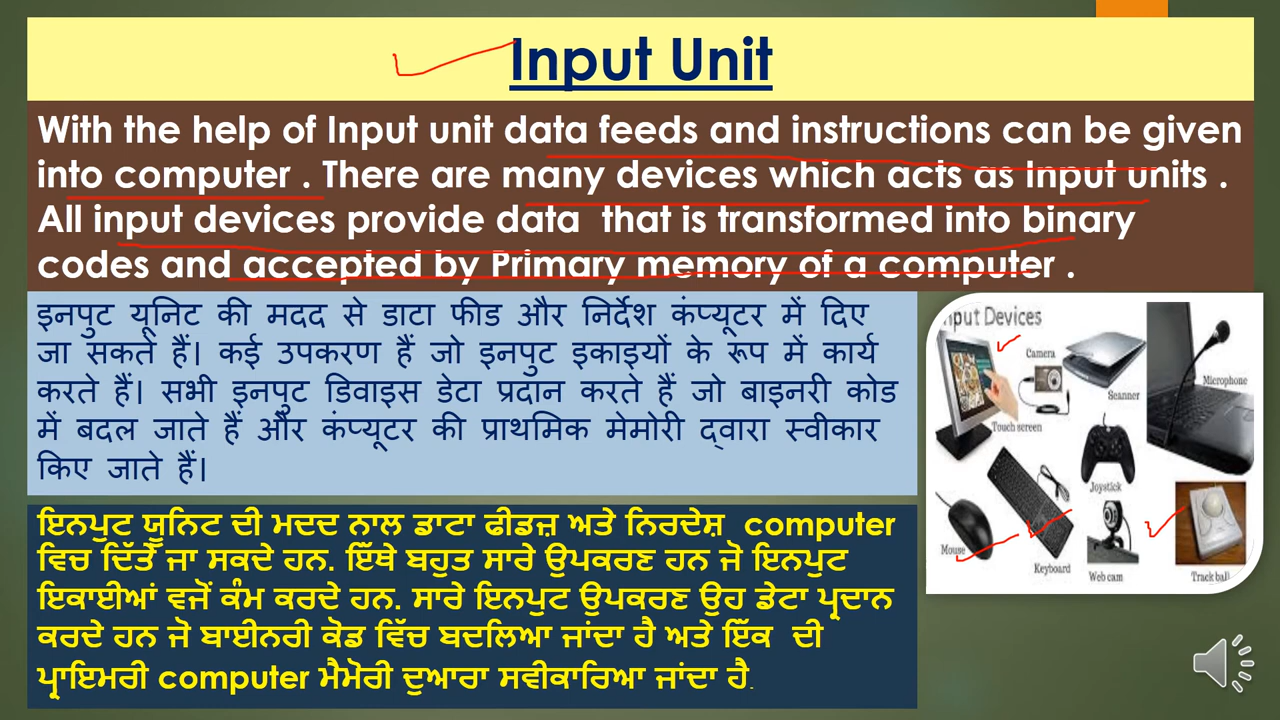 Input Unit
With the help of Input unit data feeds and instructions can be given
into computer . There are many devices which acts as Input units .
All input devices provide data that is transformed into binary
codes and accepted by Primary memory of a computer .
इनपुट यूनिट की मदद से डाटा फीड और निर्देश कंप्यूटर में दिए
जा सकते हैं। कई उपकरण हैं जो इनपुट इकाइयों के रूप में कार्य
करते हैं। सभी इनपुट डिवाइस डेटा प्रदान करते हैं जो बाइनरी कोड
में बदल जाते हैं और कंप्यूटर की प्राथमिक मेमोरी द्वारा स्वीकार
किए जाते हैं।
nput Devices
Camera
Scanner
Microphone
Touch screen
Joystick
Mouse
Keyboard
Web cam
Track ball
ਇਨਪੁਟ ਯੂਨਿਟ ਦੀ ਮਦਦ ਨਾਲ ਡਾਟਾ ਫੀਡਜ਼ ਅਤੇ ਨਿਰਦੇਸ਼ computer
ਵਿਚ ਦਿੱਤੇ ਜਾ ਸਕਦੇ ਹਨ. ਇੱਥੇ ਬਹੁਤ ਸਾਰੇ ਉਪਕਰਣ ਹਨ ਜੋ ਇਨਪੁਟ
ਇਕਾਈਆਂ ਵਜੋਂ ਕੰਮ ਕਰਦੇ ਹਨ. ਸਾਰੇ ਇਨਪੁਟ ਉਪਕਰਣ ਉਹ ਡੇਟਾ ਪ੍ਰਦਾਨ
ਕਰਦੇ ਹਨ ਜੋ ਬਾਈਨਰੀ ਕੋਡ ਵਿੱਚ ਬਦਲਿਆ ਜਾਂਦਾ ਹੈ ਅਤੇ ਇੱਕ ਦੀ
ਪ੍ਰਾਇਮਰੀ computer ਮੈਮੋਰੀ ਦੁਆਰਾ ਸਵੀਕਾਰਿਆ ਜਾਂਦਾ ਹੈ.